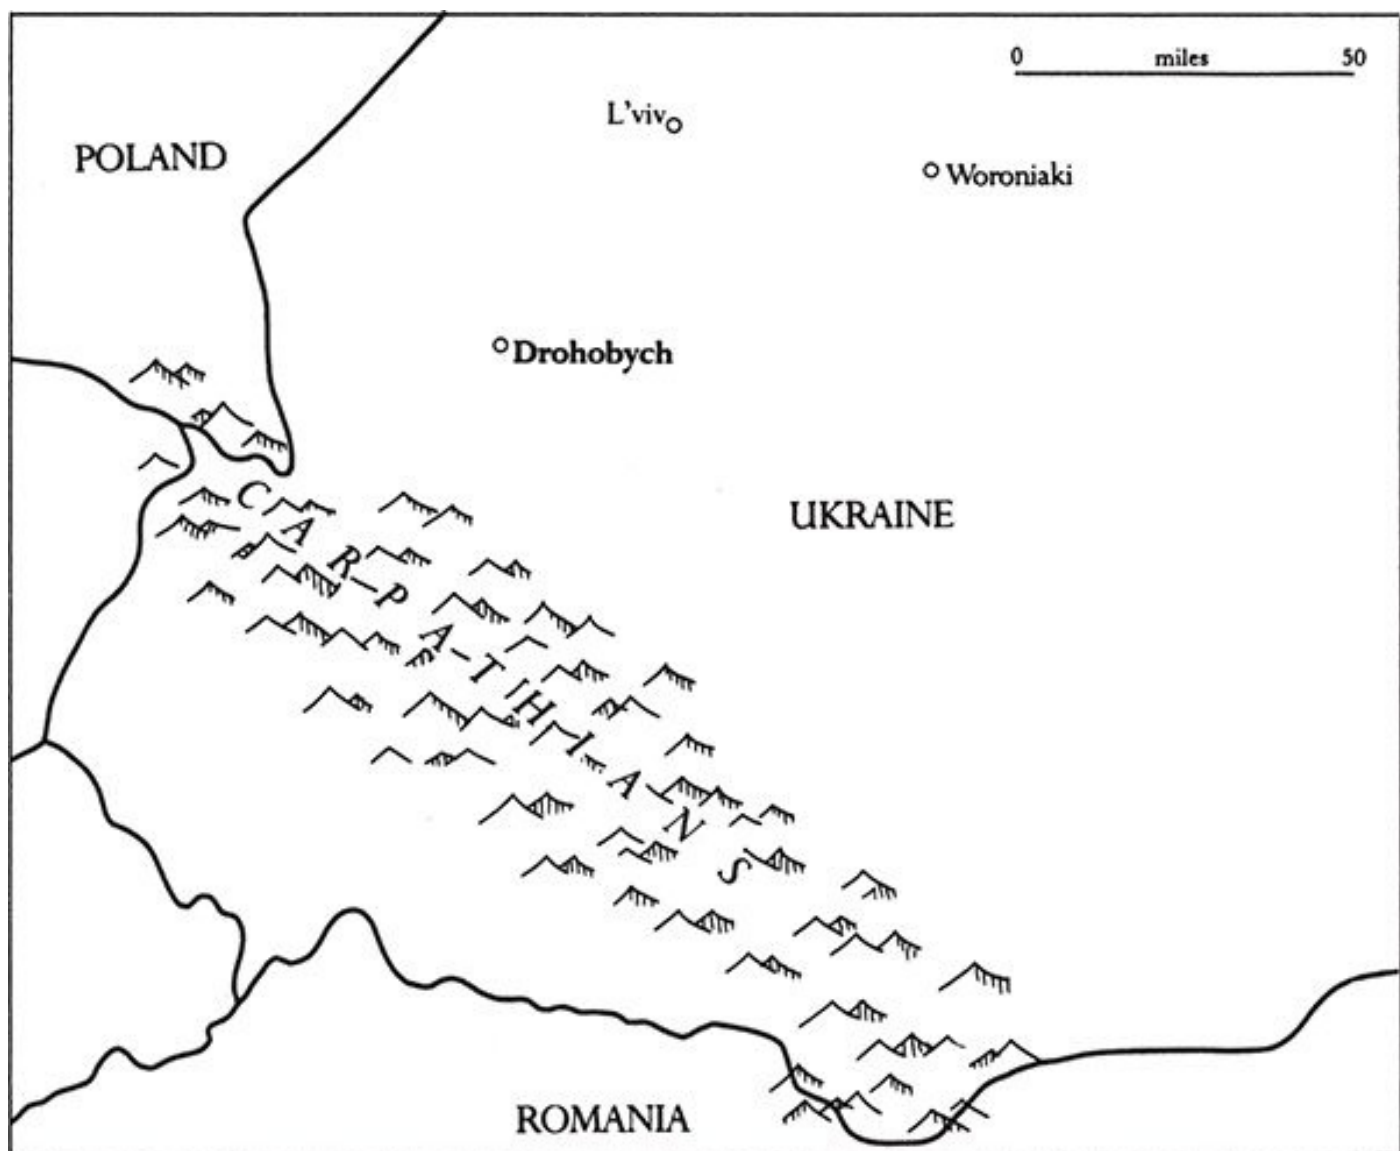 0 miles 50
L'viv
POLAND
Woroniaki
Drohobych
UKRAINE
CARPATHIANS
ROMANIA